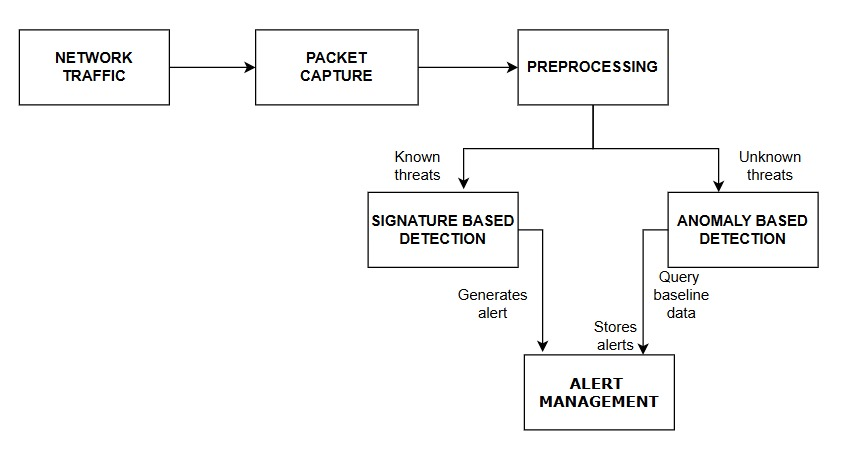 NETWORK
TRAFFIC
PACKET
CAPTURE
PREPROCESSING
Known
threats
Unknown
threats
SIGNATURE BASED
DETECTION
ANOMALY BASED
DETECTION
Generates
alert
Query
baseline
data
Stores
alerts
ALERT
MANAGEMENT